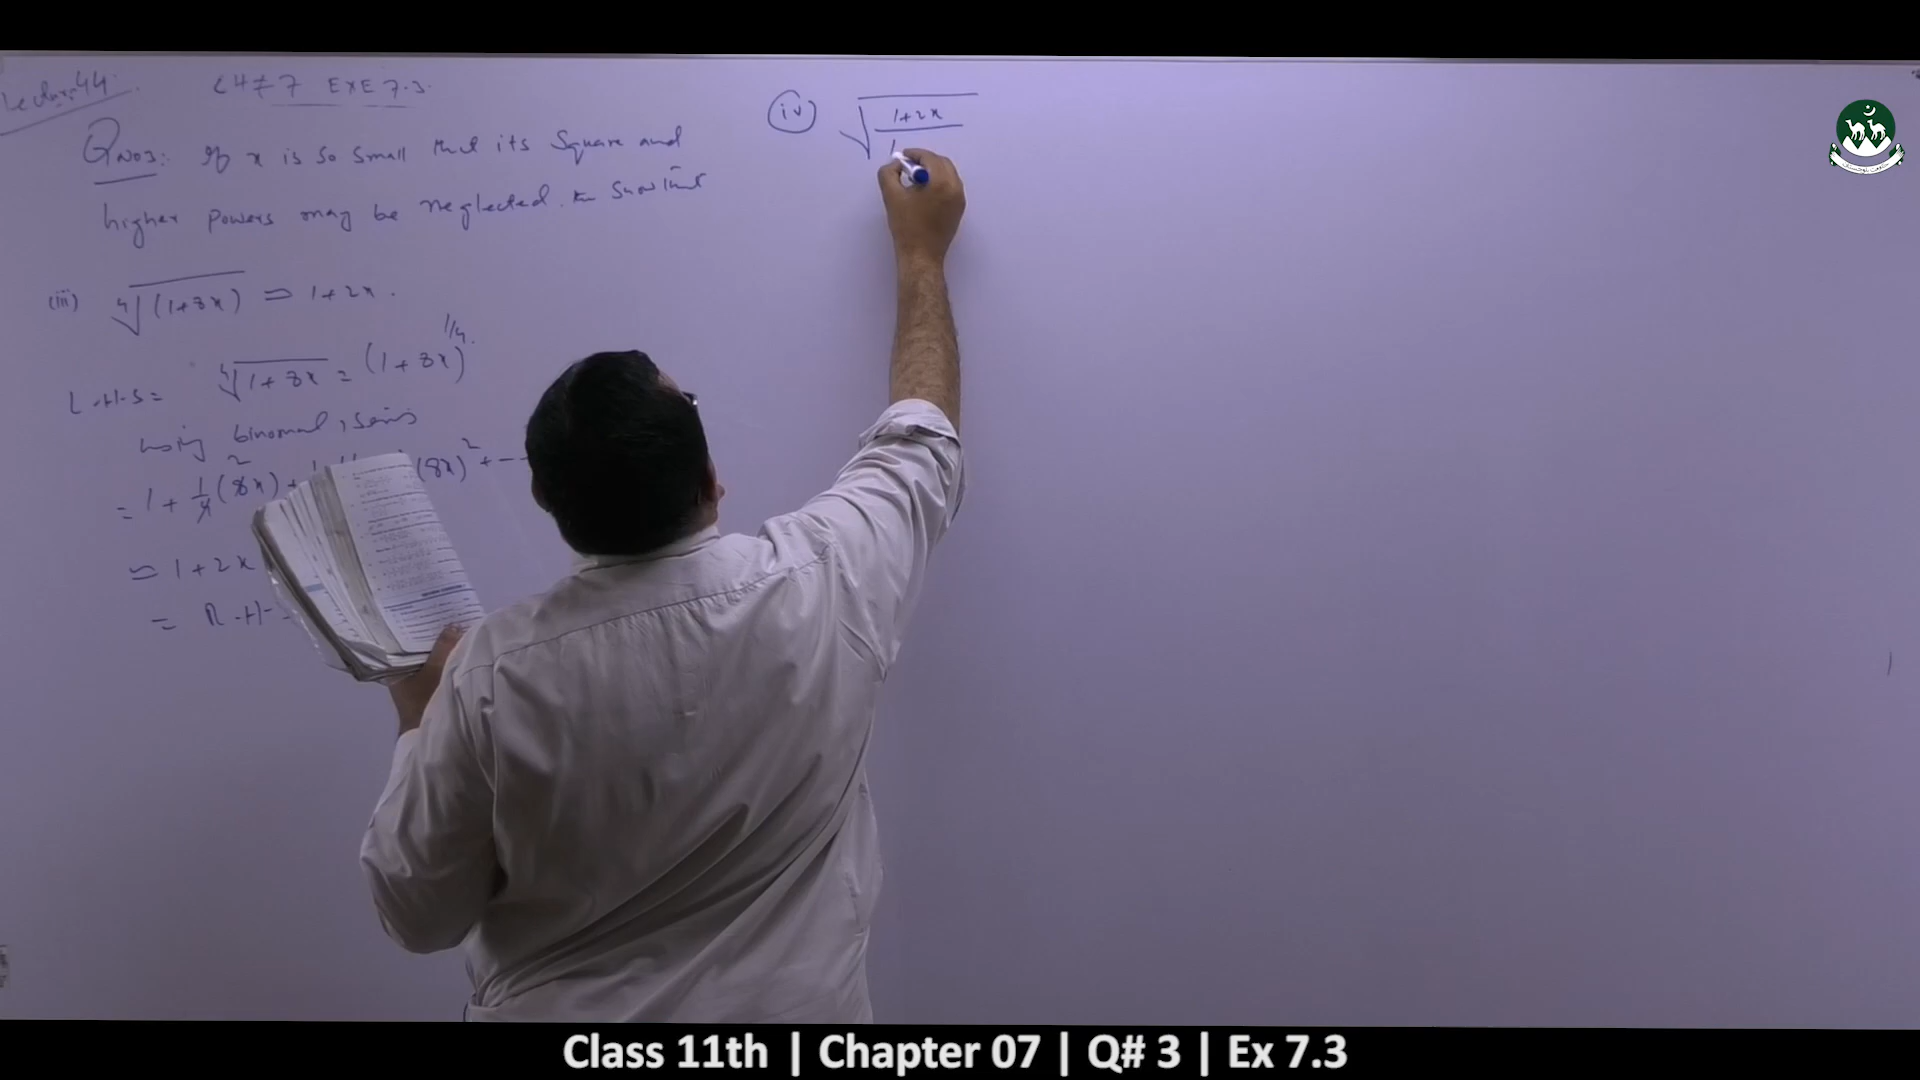 Lecture 44.
CH # 7 EXE 7.3.
Q NO3: If x is so small that its Square and
higher powers may be neglected. Show that
(iii) ∜(1+8x) ≃ 1+2x.
L.H.S = ∜1+8x = (1+8x)^1/4.
using binomial, series
= 1 + 1/4 (8x) + (8x)² + --
≃ 1+2x
= R.H
(iv) √1+2x / 1
Class 11th | Chapter 07 | Q# 3 | Ex 7.3